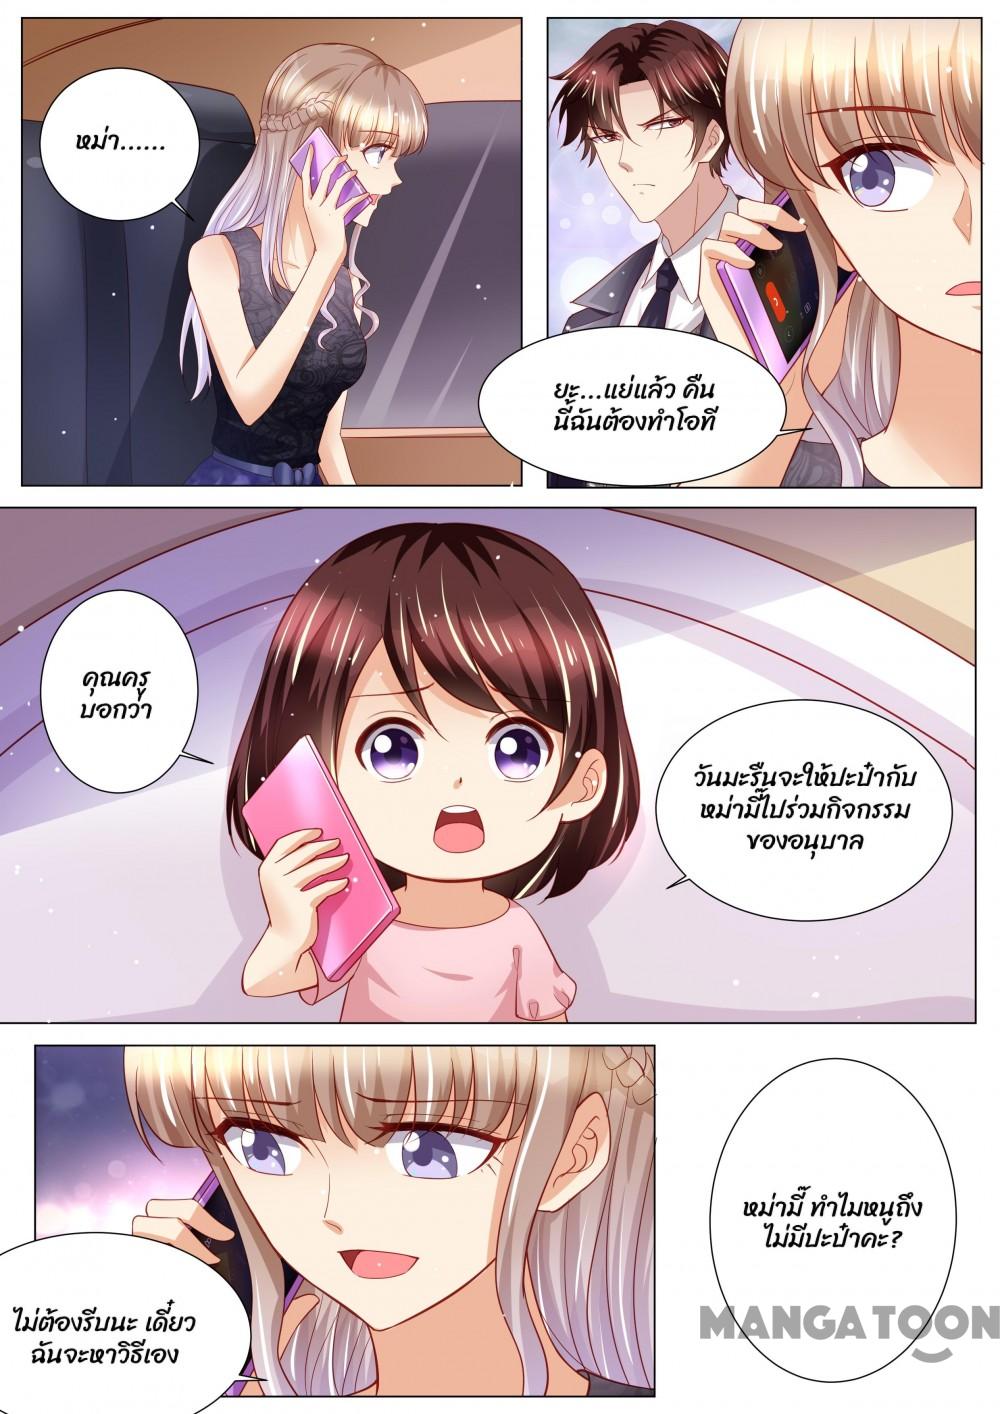 หม่า......
ยะ...แย่แล้ว คืน
นี้ฉันต้องทำโอที
คุณครู
บอกว่า
วันมะรืนจะให้ปะป๋ากับ
หม่ามี๊ไปร่วมกิจกรรม
ของอนุบาล
หม่ามี๊ ทำไมหนูถึง
ไม่มีปะป๋าคะ?
ไม่ต้องรีบนะ เดี๋ยว
ฉันจะหาวิธีเอง
MANGATOON